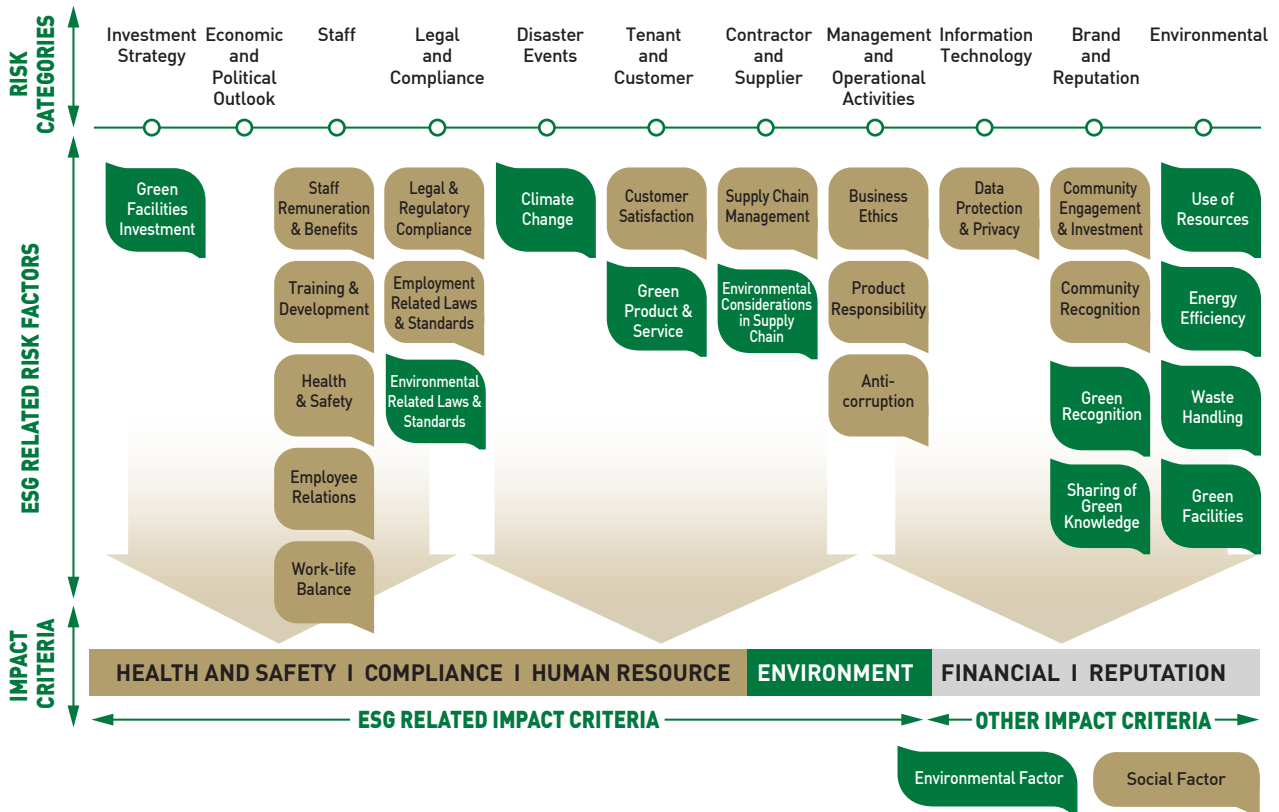 RISK
CATEGORIES
Investment
Strategy
Economic
and
Political
Outlook
Staff
Legal
and
Compliance
Disaster
Events
Tenant
and
Customer
Contractor
and
Supplier
Management
and
Operational
Activities
Information
Technology
Brand
and
Reputation
Environmental
ESG RELATED RISK FACTORS
Green
Facilities
Investment
Staff
Remuneration
& Benefits
Training &
Development
Health
& Safety
Employee
Relations
Work-life
Balance
Legal &
Regulatory
Compliance
Employment
Related Laws
& Standards
Environmental
Related Laws &
Standards
Climate
Change
Customer
Satisfaction
Green
Product &
Service
Supply Chain
Management
Environmental
Considerations
in Supply
Chain
Business
Ethics
Product
Responsibility
Anti-
corruption
Data
Protection
& Privacy
Community
Engagement
& Investment
Community
Recognition
Green
Recognition
Sharing of
Green
Knowledge
Use of
Resources
Energy
Efficiency
Waste
Handling
Green
Facilities
IMPACT
CRITERIA
HEALTH AND SAFETY I COMPLIANCE I HUMAN RESOURCE ENVIRONMENT FINANCIAL I REPUTATION
ESG RELATED IMPACT CRITERIA OTHER IMPACT CRITERIA
Environmental Factor Social Factor